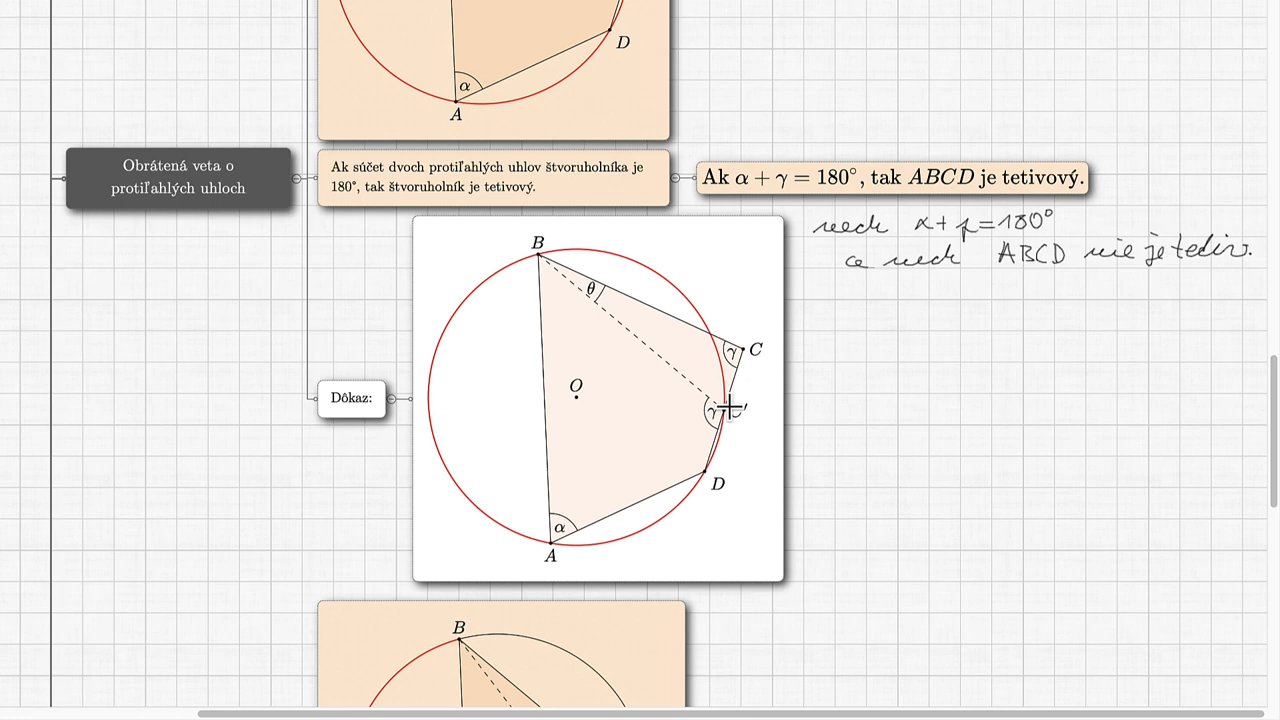 D
α
A
Obrátená veta o
protiľahlých uhloch
Ak súčet dvoch protiľahlých uhlov štvoruholníka je
180°, tak štvoruholník je tetivový.
Ak α + γ = 180°, tak ABCD je tetivový.
nech α + γ = 180°
a nech ABCD nie je tetiv.
B
θ
γ
C
O
γ
D
α
A
Dôkaz:
B